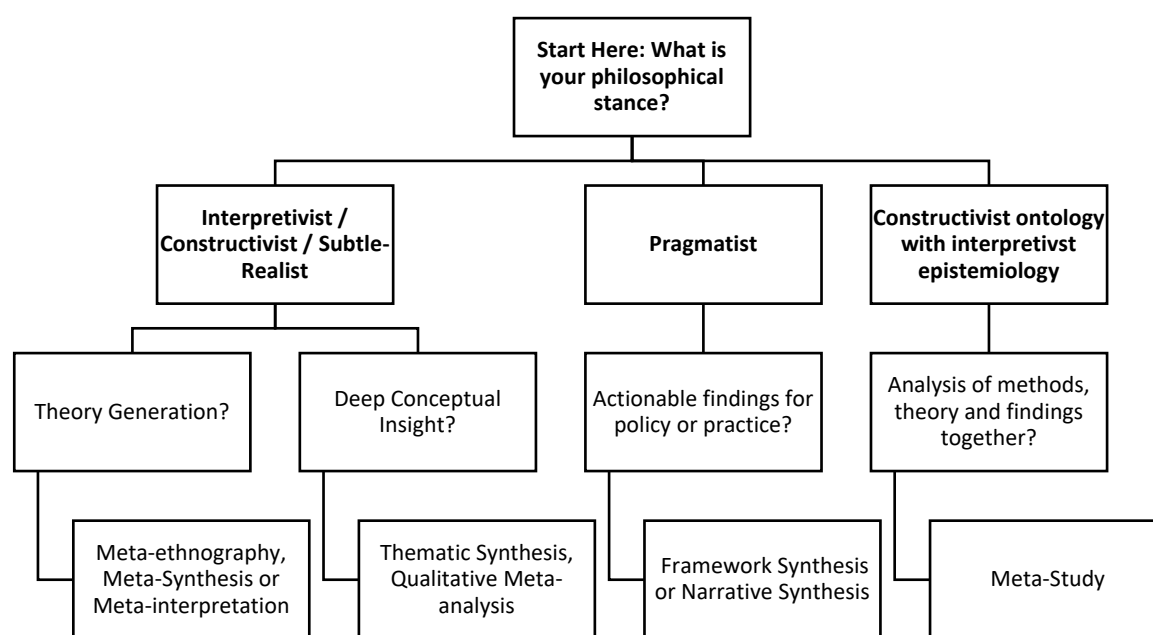 Start Here: What is
your philosophical
stance?
Interpretivist /
Constructivist / Subtle-
Realist
Pragmatist
Constructivist ontology
with interpretivst
epistemiology
Theory Generation?
Deep Conceptual
Insight?
Actionable findings for
policy or practice?
Analysis of methods,
theory and findings
together?
Meta-ethnography,
Meta-Synthesis or
Meta-interpretation
Thematic Synthesis,
Qualitative Meta-
analysis
Framework Synthesis
or Narrative Synthesis
Meta-Study